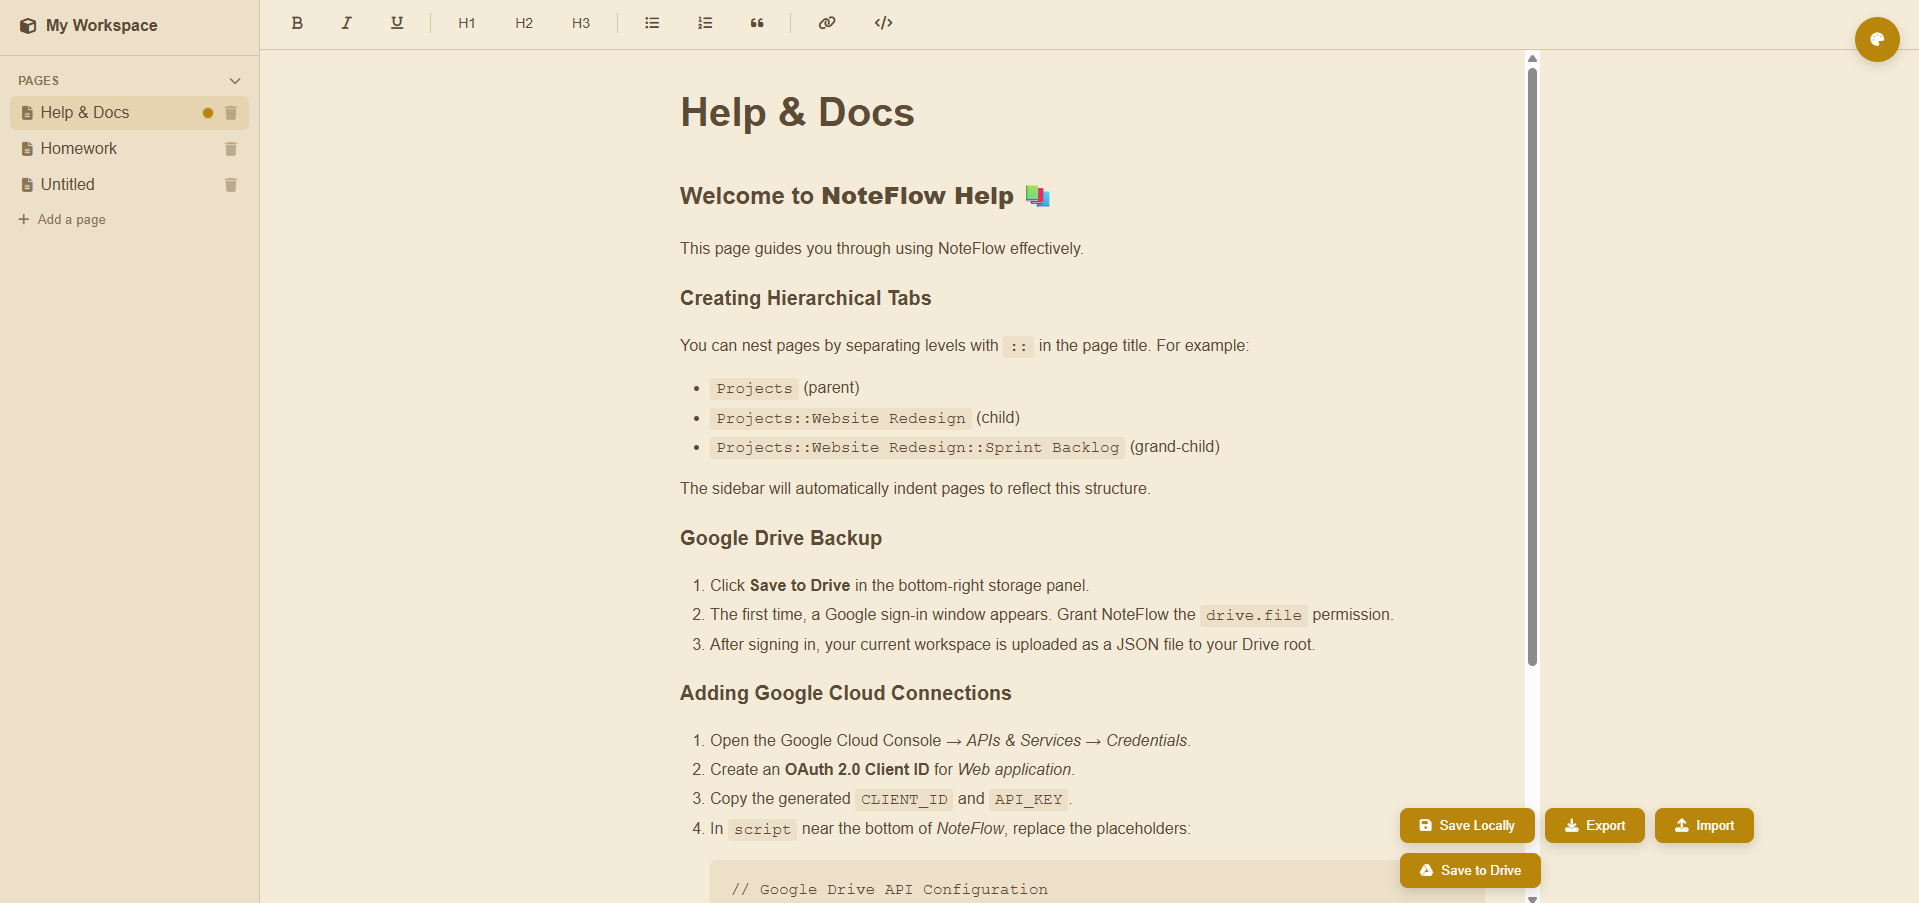 My Workspace
PAGES
Help & Docs
Homework
Untitled
Add a page
B I U H1 H2 H3
Help & Docs
Welcome to NoteFlow Help
This page guides you through using NoteFlow effectively.
Creating Hierarchical Tabs
You can nest pages by separating levels with :: in the page title. For example:
• Projects (parent)
• Projects::Website Redesign (child)
• Projects::Website Redesign::Sprint Backlog (grand-child)
The sidebar will automatically indent pages to reflect this structure.
Google Drive Backup
1. Click Save to Drive in the bottom-right storage panel.
2. The first time, a Google sign-in window appears. Grant NoteFlow the drive.file permission.
3. After signing in, your current workspace is uploaded as a JSON file to your Drive root.
Adding Google Cloud Connections
1. Open the Google Cloud Console → APIs & Services → Credentials.
2. Create an OAuth 2.0 Client ID for Web application.
3. Copy the generated CLIENT_ID and API_KEY.
4. In script near the bottom of NoteFlow, replace the placeholders:
// Google Drive API Configuration
Save Locally Export Import
Save to Drive